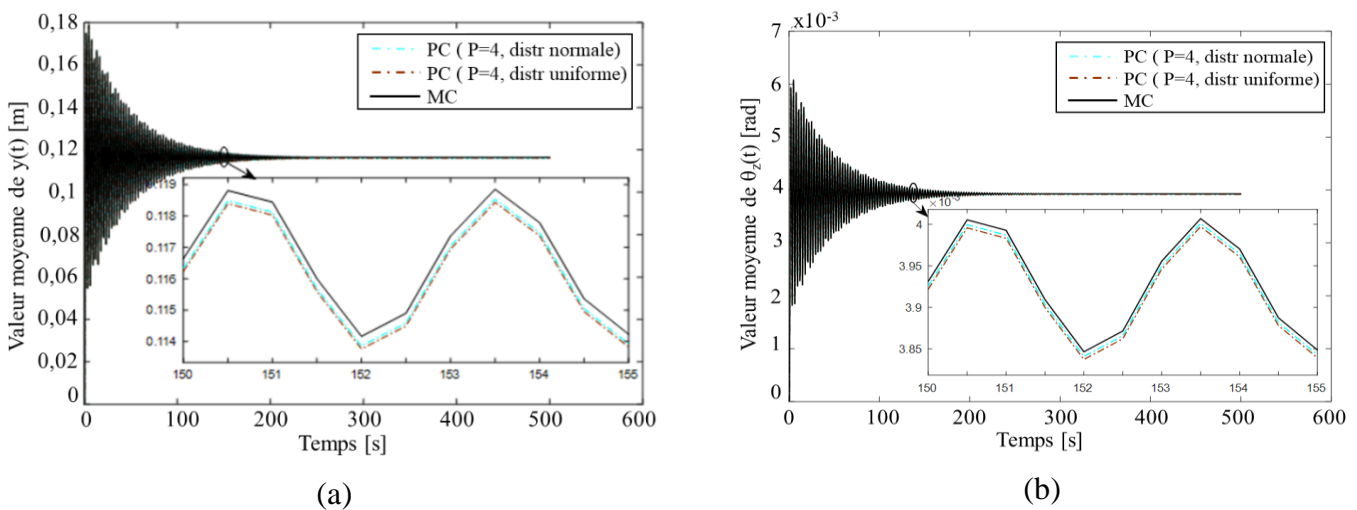 0,18
0,16
0,14
0,12
0,1
0,08
0,06
0,04
0,02
0
Valeur moyenne de y(t) [m]
PC ( P=4, distr normale)
PC ( P=4, distr uniforme)
MC
0.119
0.118
0.117
0.116
0.115
0.114
150 151 152 153 154 155
0 100 200 300 400 500 600
Temps [s]
(a)
x10⁻³
7
6
5
4
3
2
1
0
Valeur moyenne de θz(t) [rad]
PC ( P=4, distr normale)
PC ( P=4, distr uniforme)
MC
4
3.95
3.9
3.85
150 151 152 153 154 155
0 100 200 300 400 500 600
Temps [s]
(b)